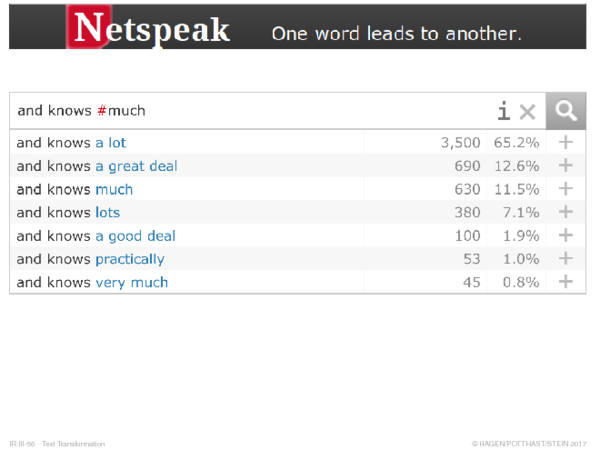 Netspeak One word leads to another.
and knows #much i ×
and knows a lot 3,500 65.2% +
and knows a great deal 690 12.6% +
and knows much 630 11.5% +
and knows lots 380 7.1% +
and knows a good deal 100 1.9% +
and knows practically 53 1.0% +
and knows very much 45 0.8% +
IR:III-56 Text Transformation © HAGEN/POTTHAST/STEIN 2017